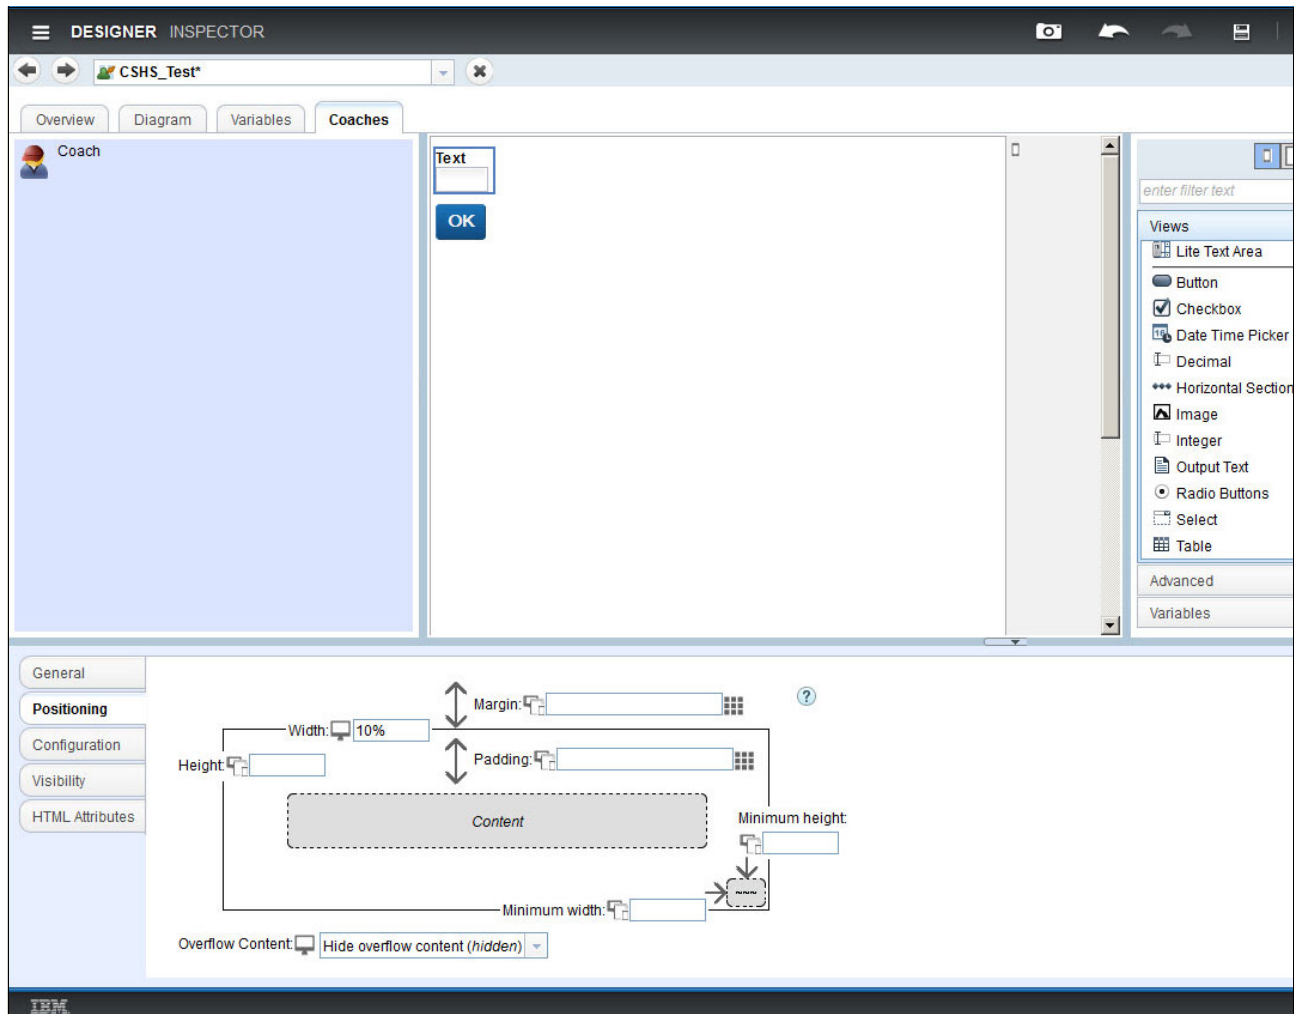 DESIGNER INSPECTOR
CSHS_Test*
Overview Diagram Variables Coaches
Coach
Text
OK
enter filter text
Views
Lite Text Area
Button
Checkbox
Date Time Picker
Decimal
Horizontal Section
Image
Integer
Output Text
Radio Buttons
Select
Table
Advanced
Variables
General
Positioning
Configuration
Visibility
HTML Attributes
Margin:
?
Width: 10%
Padding:
Height:
Content
Minimum height:
~~~
Minimum width:
Overflow Content: Hide overflow content (hidden)
IBM